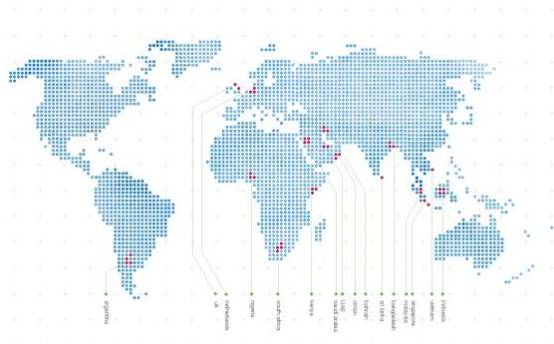 argentina
uk
netherlands
nigeria
south africa
kenya
saudi arabia
UAE
oman
bahrain
sri lanka
bangladesh
malaysia
singapore
vietnam
indonesia